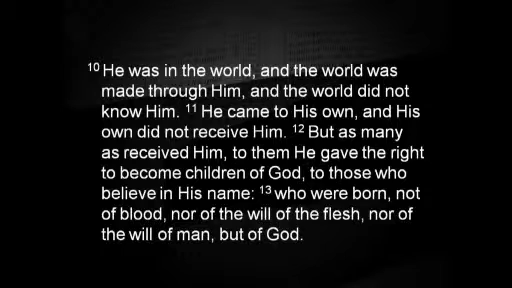 10 He was in the world, and the world was
made through Him, and the world did not
know Him. 11 He came to His own, and His
own did not receive Him. 12 But as many
as received Him, to them He gave the right
to become children of God, to those who
believe in His name: 13 who were born, not
of blood, nor of the will of the flesh, nor of
the will of man, but of God.